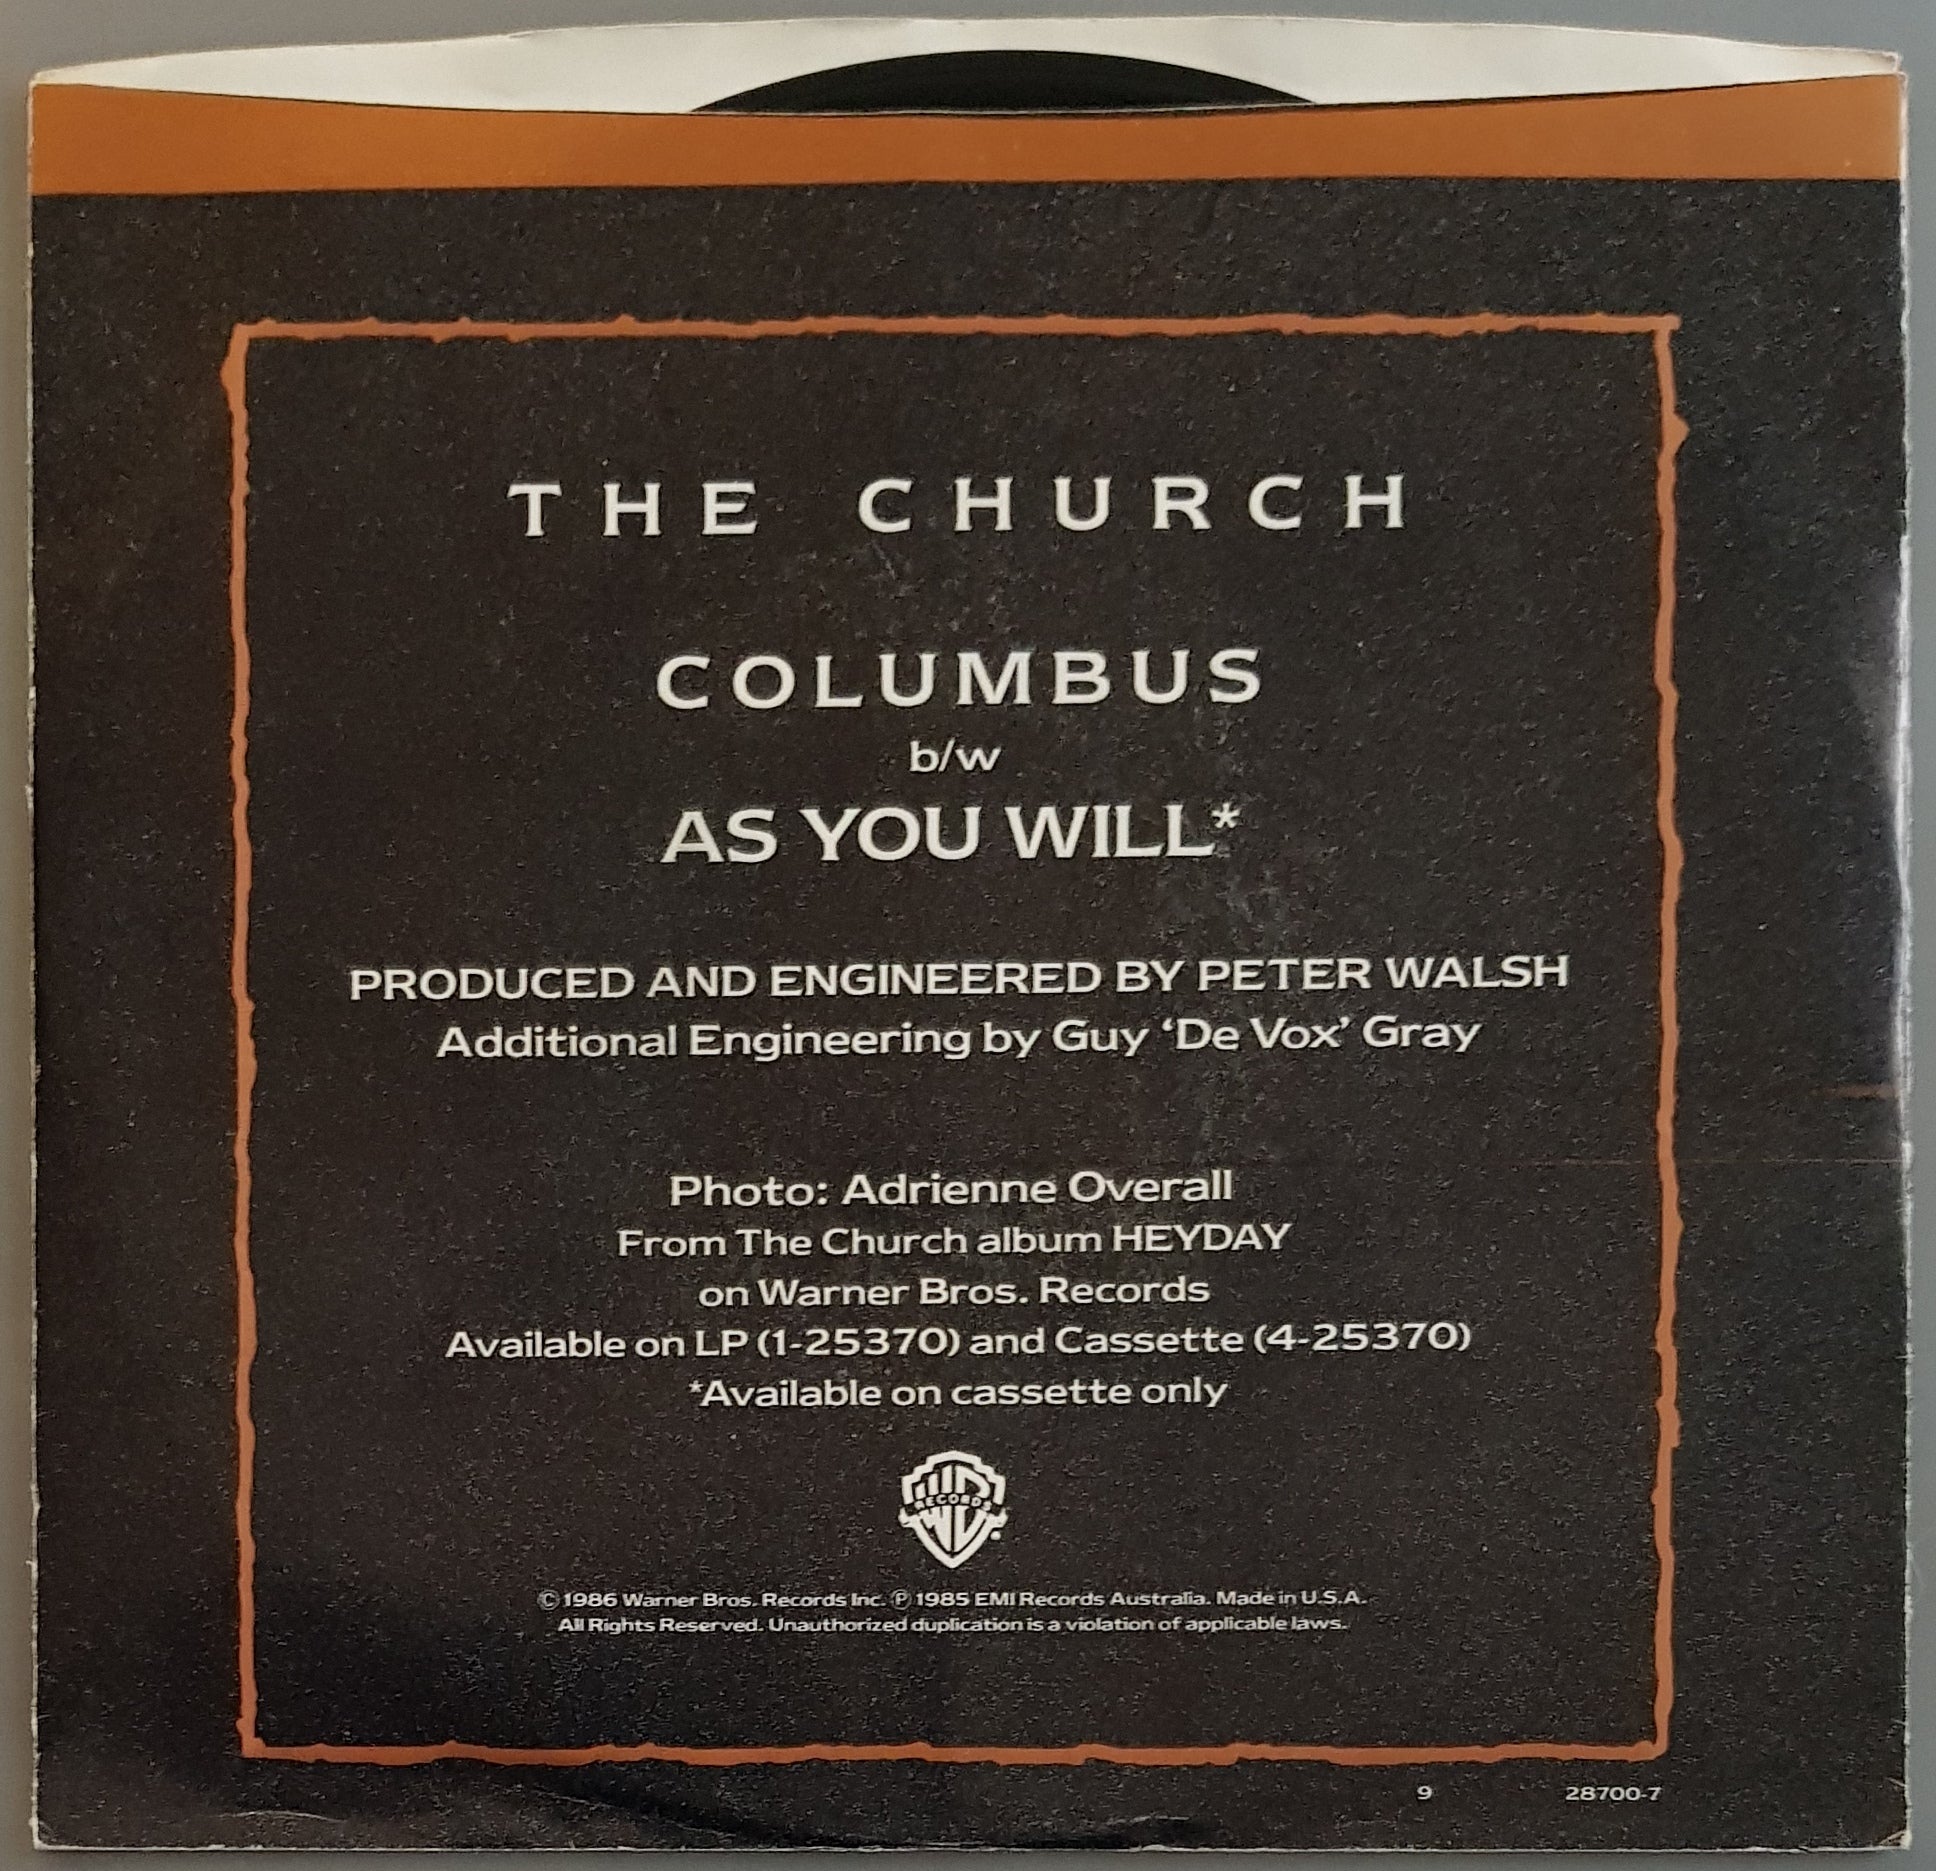 THE CHURCH
COLUMBUS
b/w
AS YOU WILL*
PRODUCED AND ENGINEERED BY PETER WALSH
Additional Engineering by Guy ‘De Vox’ Gray
Photo: Adrienne Overall
From The Church album HEYDAY
on Warner Bros. Records
Available on LP (1-25370) and Cassette (4-25370)
*Available on cassette only
RECORDS
© 1986 Warner Bros. Records Inc. ℗ 1985 EMI Records Australia. Made in U.S.A.
All Rights Reserved. Unauthorized duplication is a violation of applicable laws.
9 28700-7